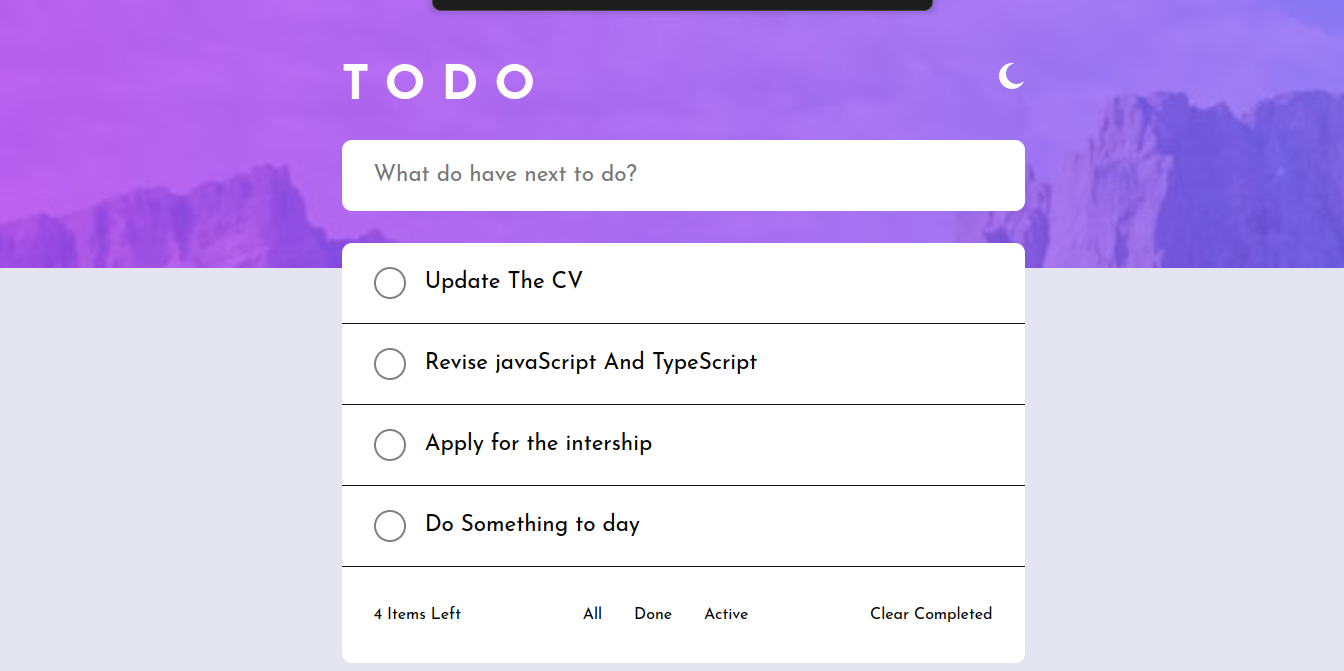 TODO
What do have next to do?
Update The CV
Revise javaScript And TypeScript
Apply for the intership
Do Something to day
4 Items Left All Done Active Clear Completed